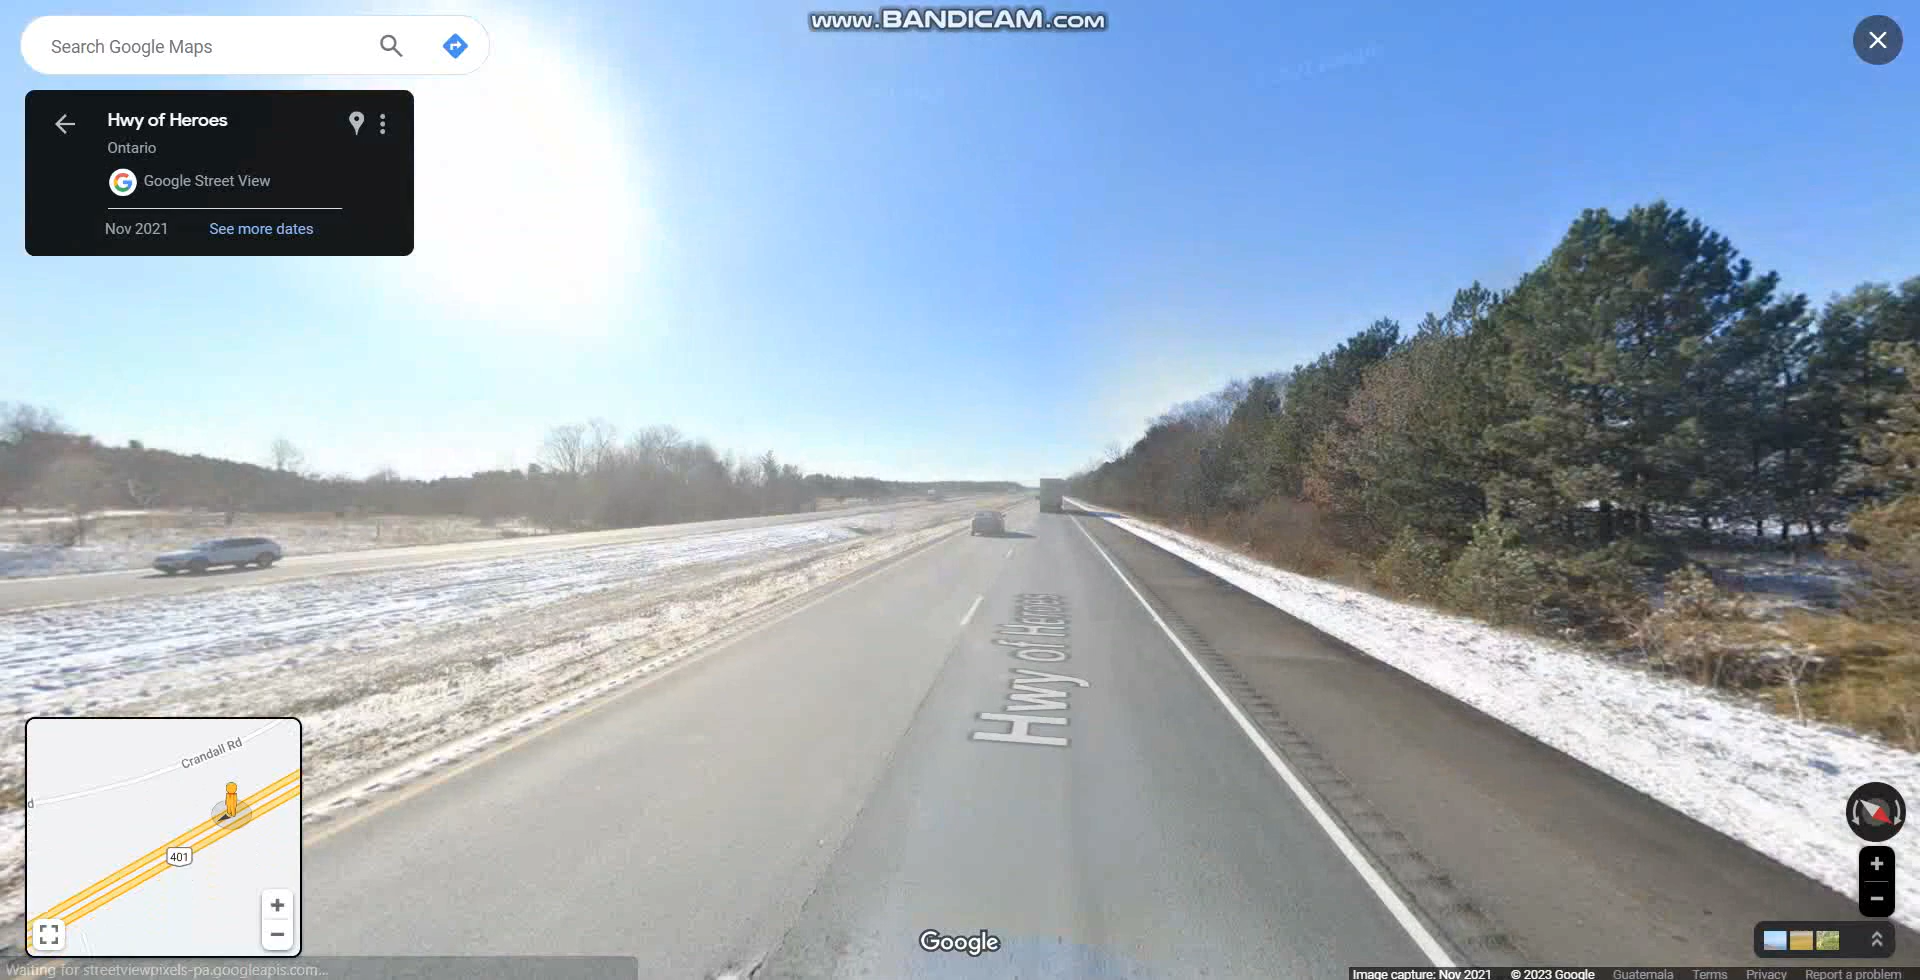 www.BANDICAM.com
Search Google Maps
Hwy of Heroes
Ontario
Google Street View
Nov 2021 See more dates
Hwy of Heroes
Crandall Rd
d
401
+
−
+
−
Google
Waiting for streetviewpixels-pa.googleapis.com...
Image capture: Nov 2021 © 2023 Google Guatemala Terms Privacy Report a problem